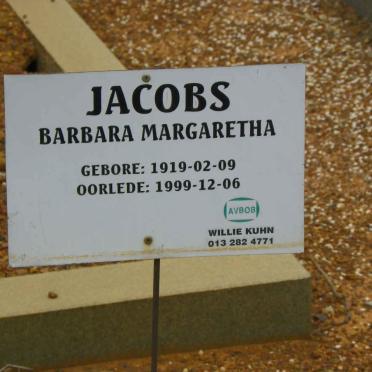 JACOBS
BARBARA MARGARETHA
GEBORE: 1919-02-09
OORLEDE: 1999-12-06
AVBOB
WILLIE KUHN
013 282 4771